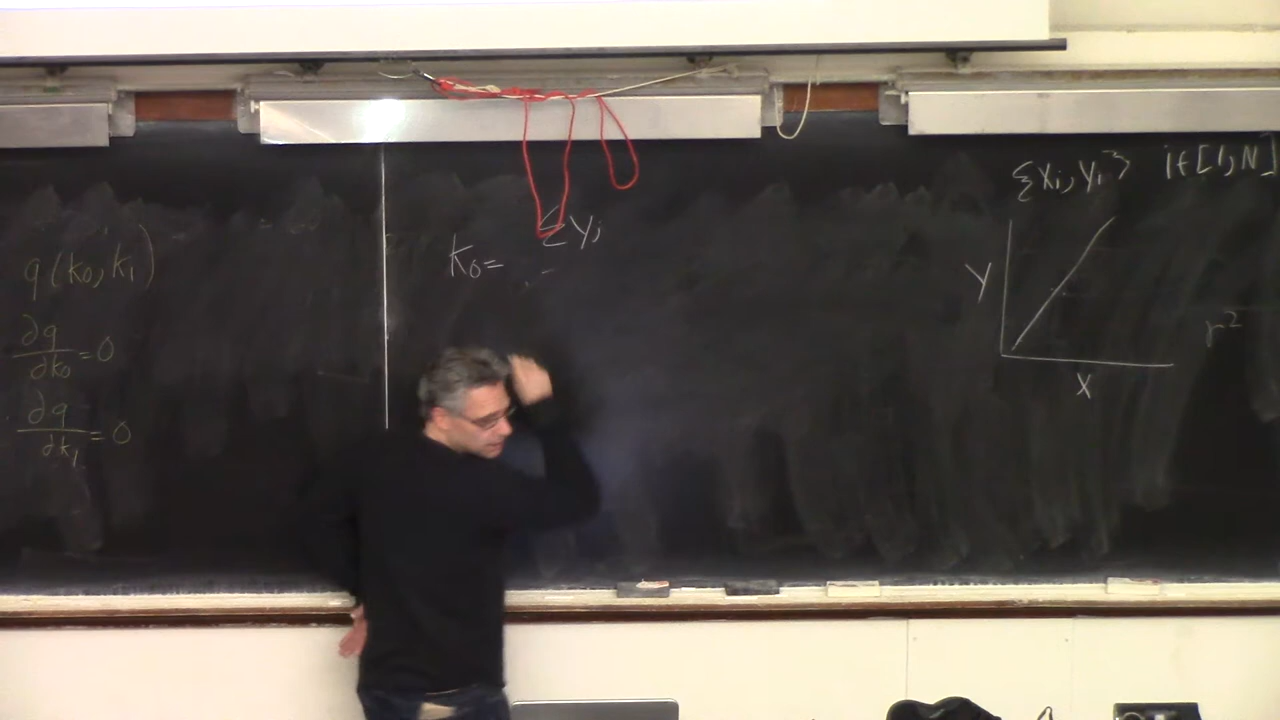 q(k₀,k₁)
∂q/∂k₀ = 0
∂q/∂k₁ = 0
k₀ = Σyᵢ
{xᵢ,yᵢ} i∈[1,N]
y
x
r²